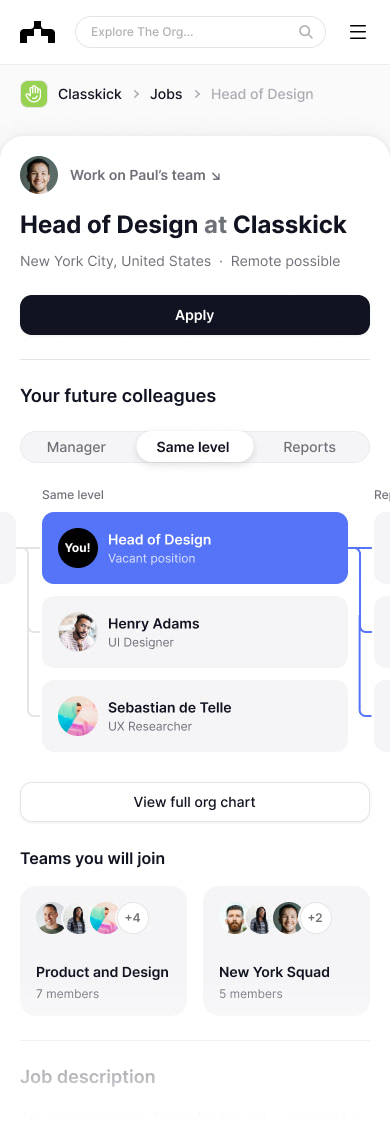 Explore The Org...
Classkick > Jobs > Head of Design
Work on Paul's team ↘
Head of Design at Classkick
New York City, United States · Remote possible
Apply
Your future colleagues
Manager Same level Reports
Same level
You! Head of Design
Vacant position
Henry Adams
UI Designer
Sebastian de Telle
UX Researcher
View full org chart
Teams you will join
+4 +2
Product and Design New York Squad
7 members 5 members
Job description